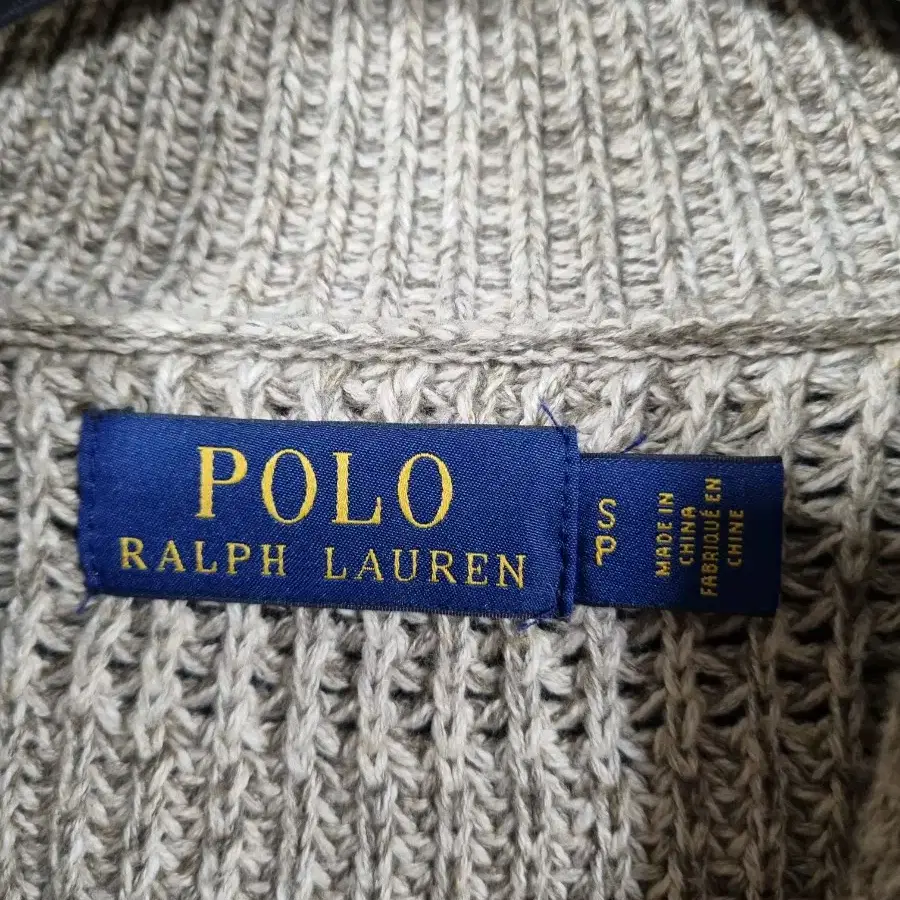 POLO
RALPH LAUREN
S
P
MADE IN
CHINA
FABRIQUÉ EN
CHINE